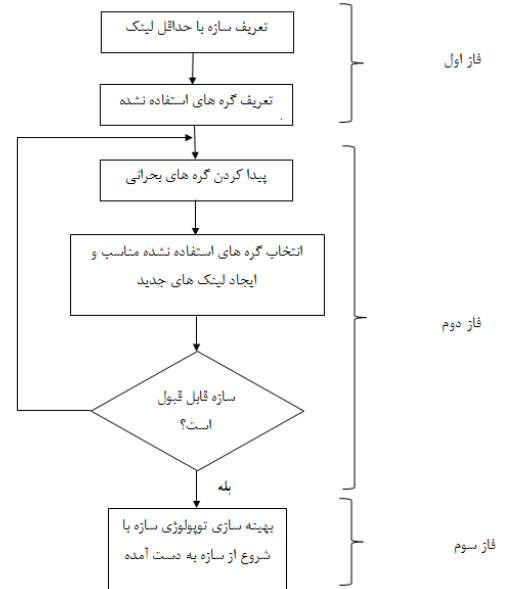 تعریف سازه با حداقل لینک
فاز اول
تعریف گره های استفاده نشده
.
پیدا کردن گره های بحرانی
انتخاب گره های استفاده نشده مناسب و
ایجاد لینک های جدید
فاز دوم
سازه قابل قبول
است؟
بله
بهینه سازی توپولوژی سازه با
شروع از سازه به دست آمده
فاز سوم